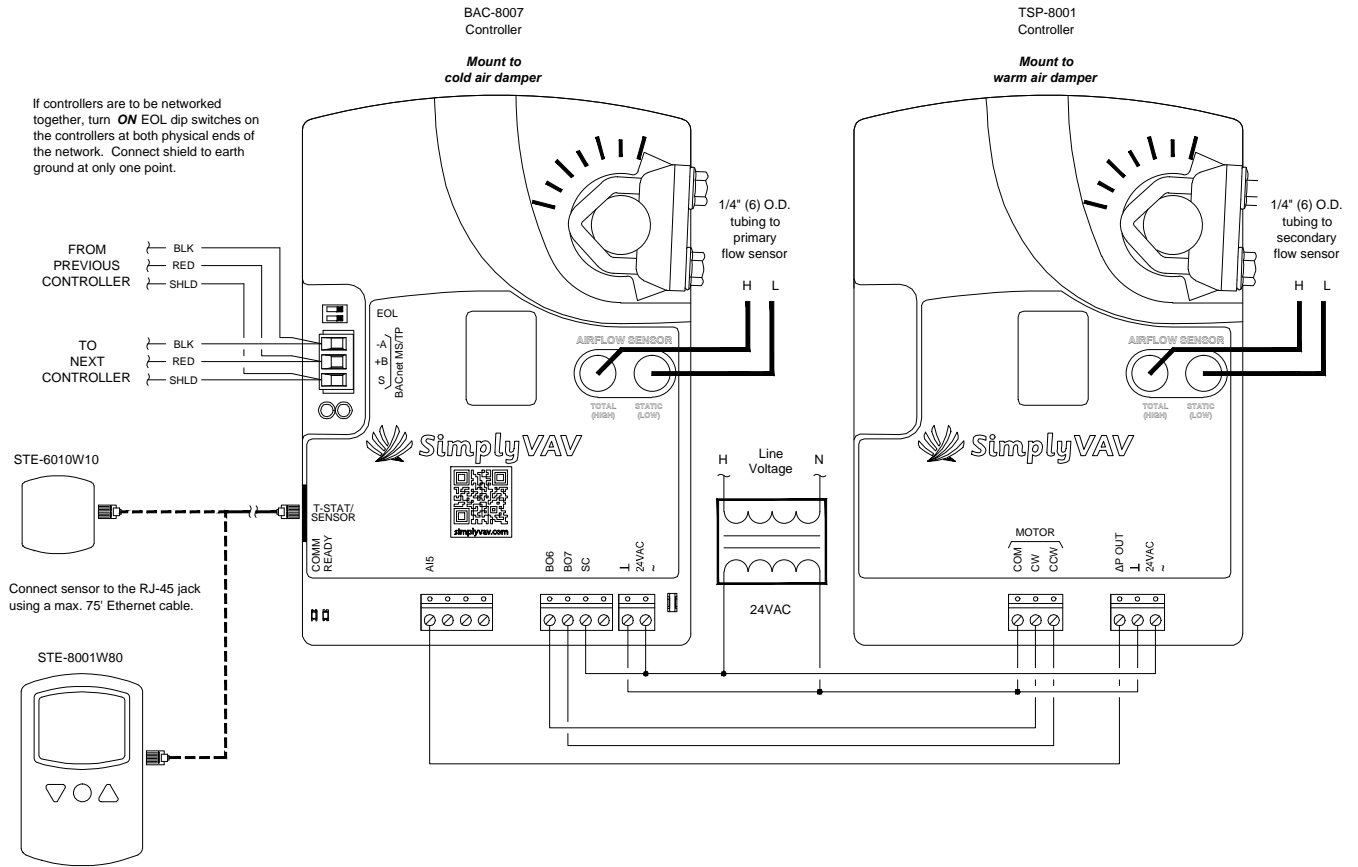 BAC-8007
Controller
Mount to
cold air damper
TSP-8001
Controller
Mount to
warm air damper
If controllers are to be networked
together, turn ON EOL dip switches on
the controllers at both physical ends of
the network. Connect shield to earth
ground at only one point.
FROM
PREVIOUS
CONTROLLER
BLK
RED
SHLD
TO
NEXT
CONTROLLER
BLK
RED
SHLD
EOL
-A
+B
S
BACnet MS/TP
1/4" (6) O.D.
tubing to
primary
flow sensor
H L
AIRFLOW SENSOR
TOTAL
(HIGH)
STATIC
(LOW)
SimplyVAV
simplyvav.com
T-STAT/
SENSOR
COMM
READY
AI5
BO6
BO7
SC
⊥
24VAC
~
STE-6010W10
Connect sensor to the RJ-45 jack
using a max. 75' Ethernet cable.
STE-8001W80
H
Line
Voltage
N
24VAC
1/4" (6) O.D.
tubing to
secondary
flow sensor
H L
AIRFLOW SENSOR
TOTAL
(HIGH)
STATIC
(LOW)
SimplyVAV
MOTOR
COM
CW
CCW
ΔP OUT
⊥
24VAC
~